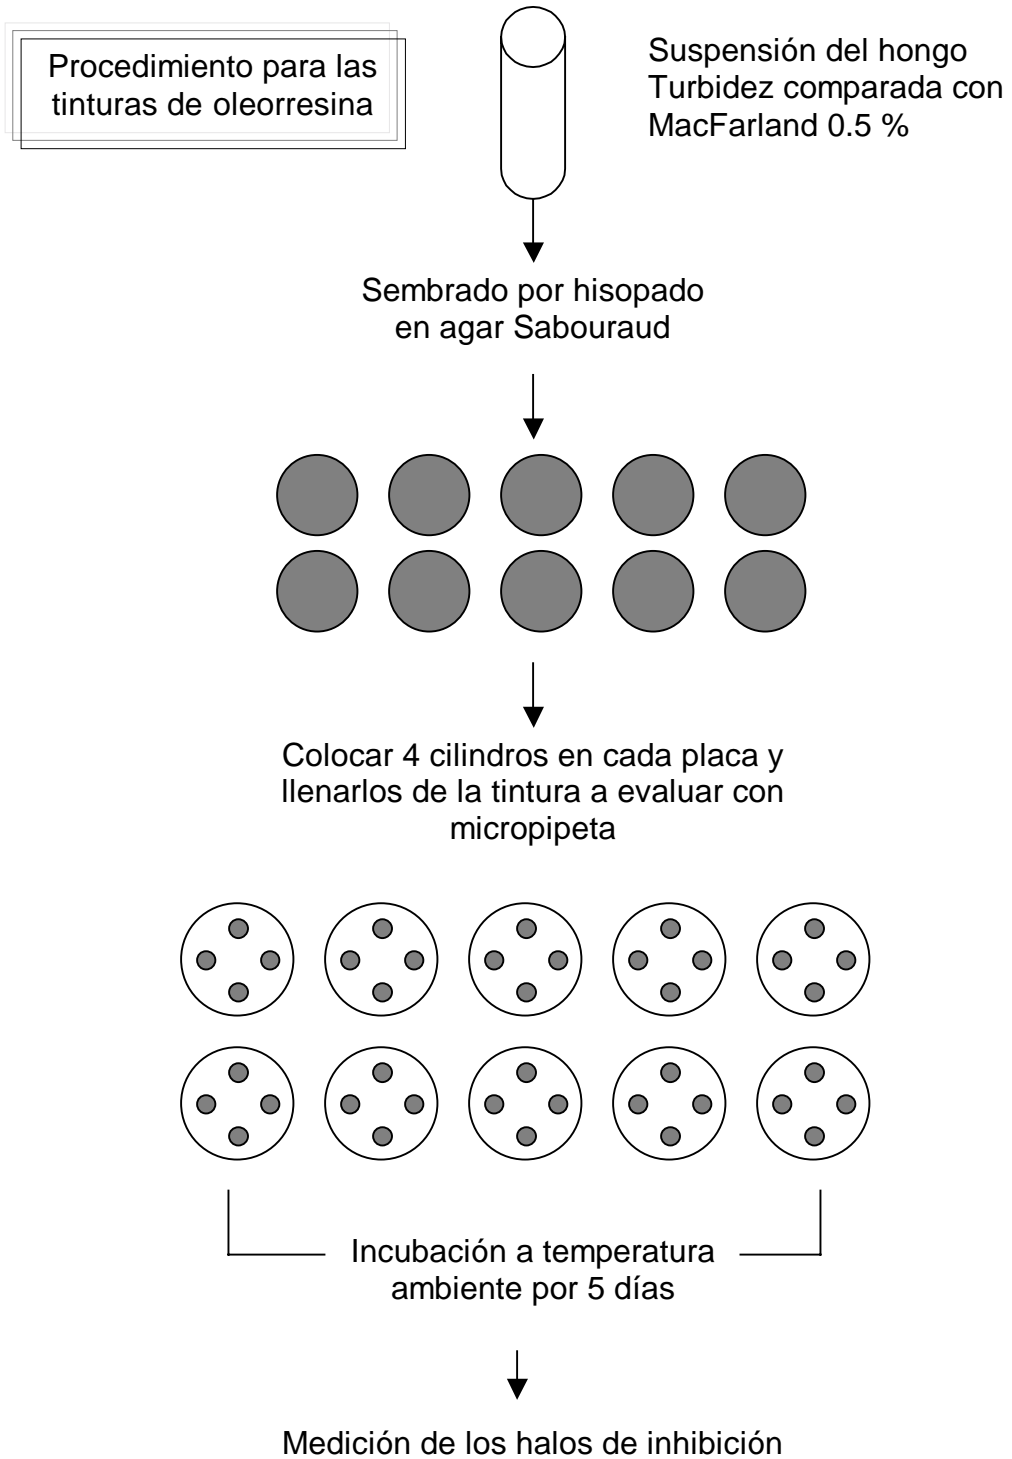 Procedimiento para las
tinturas de oleorresina
Suspensión del hongo
Turbidez comparada con
MacFarland 0.5 %
Sembrado por hisopado
en agar Sabouraud
Colocar 4 cilindros en cada placa y
llenarlos de la tintura a evaluar con
micropipeta
Incubación a temperatura
ambiente por 5 días
Medición de los halos de inhibición